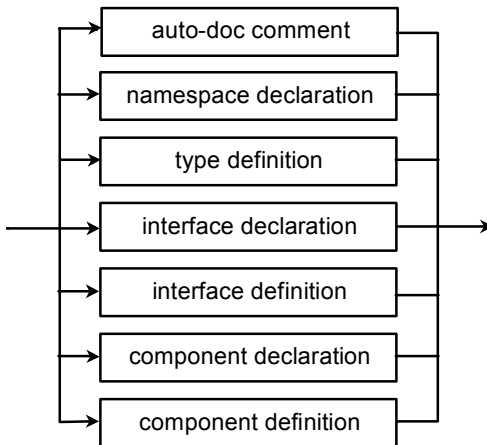 auto-doc comment
namespace declaration
type definition
interface declaration
interface definition
component declaration
component definition